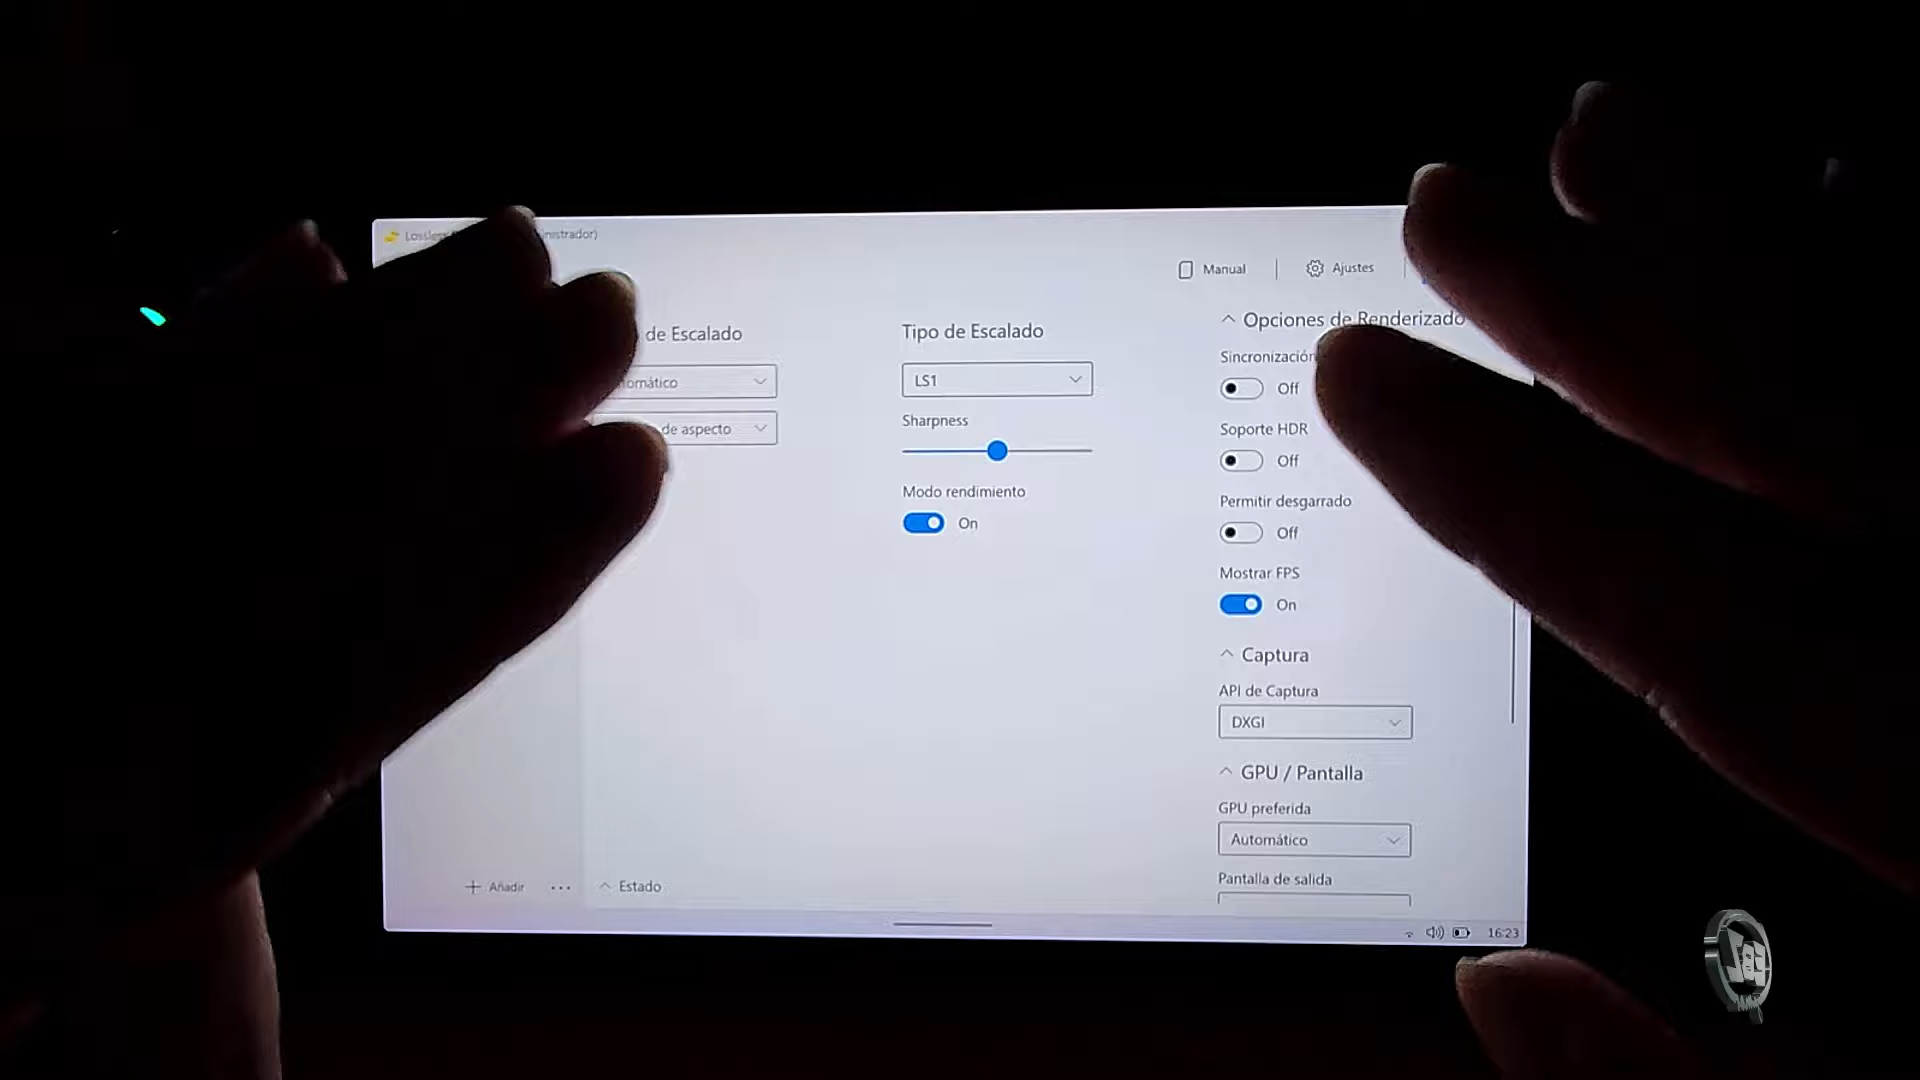 Lossless
nistrador)
Manual
Ajustes
de Escalado
omático
de aspecto
Tipo de Escalado
LS1
Sharpness
Modo rendimiento
On
Opciones de Renderizado
Sincronización
Off
Soporte HDR
Off
Permitir desgarrado
Off
Mostrar FPS
On
Captura
API de Captura
DXGI
GPU / Pantalla
GPU preferida
Automático
Pantalla de salida
Añadir
Estado
16:23